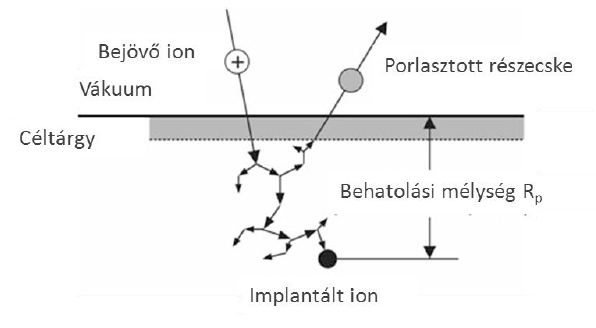 Bejövő ion
Porlasztott részecske
Vákuum
Céltárgy
Behatolási mélység Rp
Implantált ion